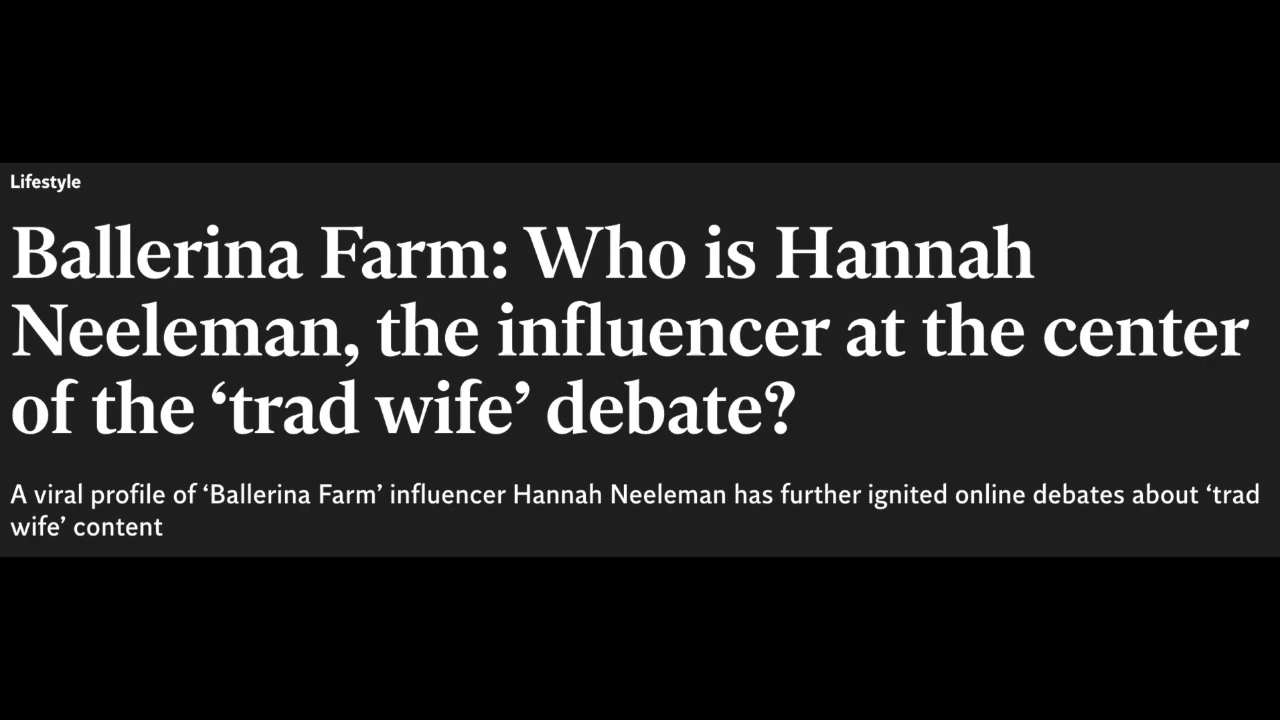 Lifestyle
Ballerina Farm: Who is Hannah
Neeleman, the influencer at the center
of the ‘trad wife’ debate?
A viral profile of ‘Ballerina Farm’ influencer Hannah Neeleman has further ignited online debates about ‘trad
wife’ content